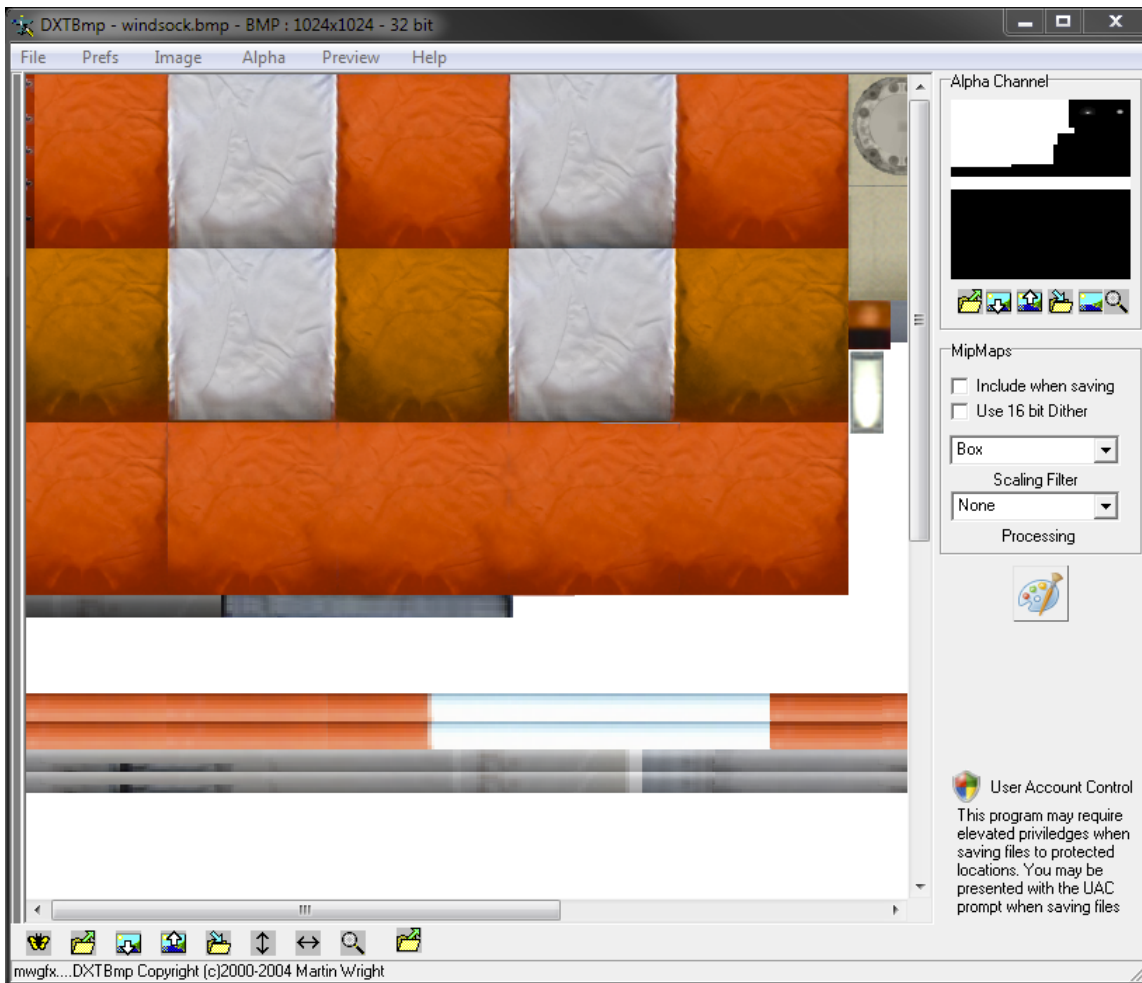 DXTBmp - windsock.bmp - BMP : 1024x1024 - 32 bit
File Prefs Image Alpha Preview Help
Alpha Channel
MipMaps
Include when saving
Use 16 bit Dither
Box
Scaling Filter
None
Processing
User Account Control
This program may require
elevated priviledges when
saving files to protected
locations. You may be
presented with the UAC
prompt when saving files
mwgfx....DXTBmp Copyright (c)2000-2004 Martin Wright